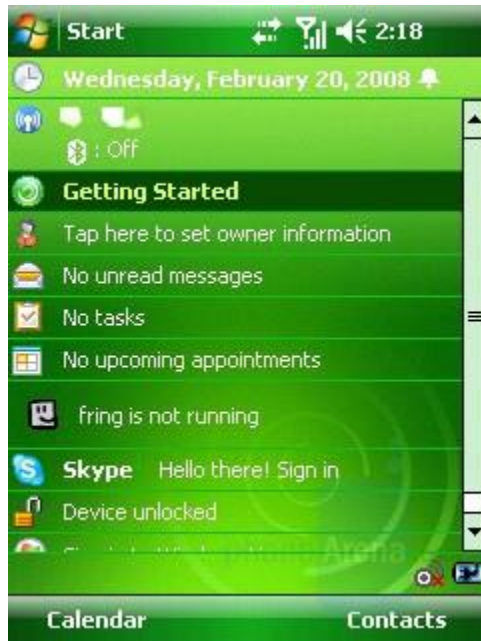 Start 2:18
Wednesday, February 20, 2008
: Off
Getting Started
Tap here to set owner information
No unread messages
No tasks
No upcoming appointments
fring is not running
Skype Hello there! Sign in
Device unlocked
phoneArena
Calendar Contacts